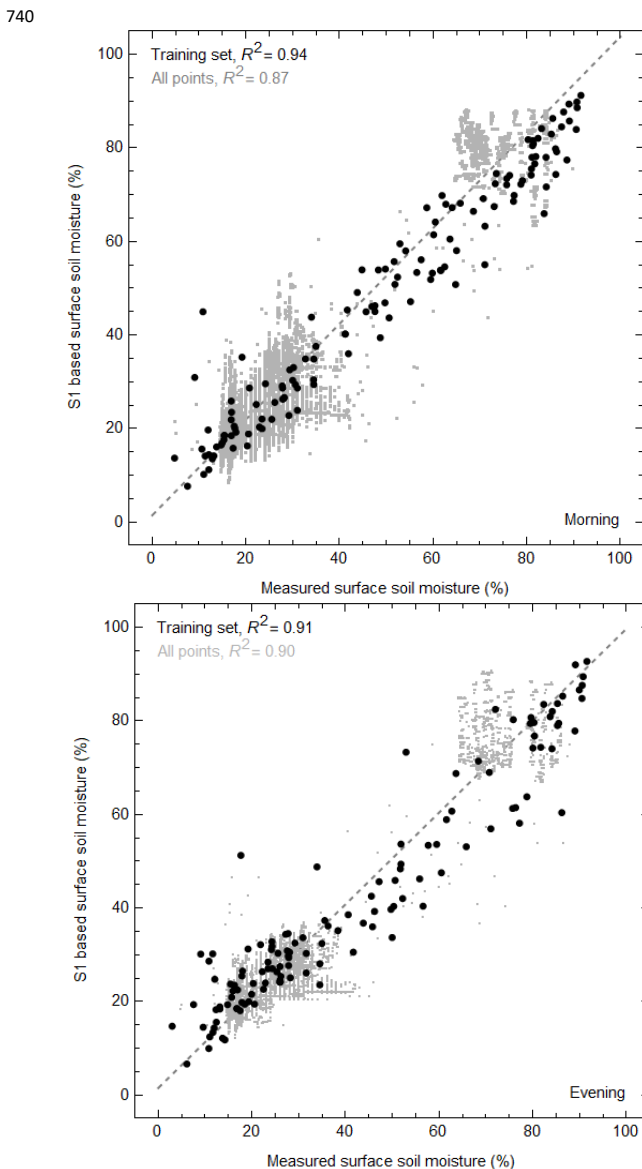 740
100
Training set, R² = 0.94
All points, R² = 0.87
80
60
40
20
0
S1 based surface soil moisture (%)
Morning
0 20 40 60 80 100
Measured surface soil moisture (%)
100
Training set, R² = 0.91
All points, R² = 0.90
80
60
40
20
0
S1 based surface soil moisture (%)
Evening
0 20 40 60 80 100
Measured surface soil moisture (%)